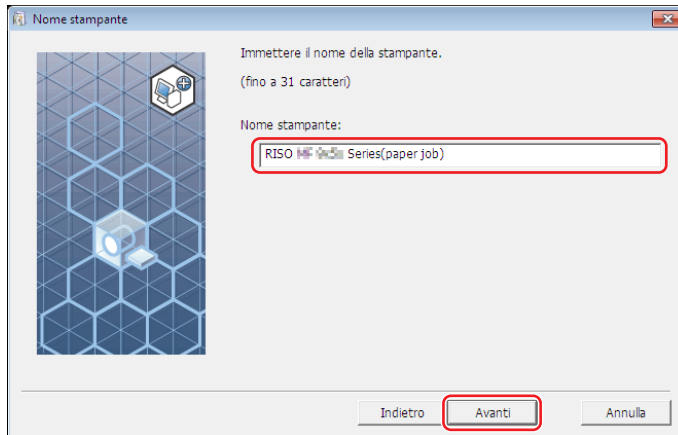 Nome stampante
Immettere il nome della stampante.
(fino a 31 caratteri)
Nome stampante:
RISO Series(paper job)
Indietro
Avanti
Annulla